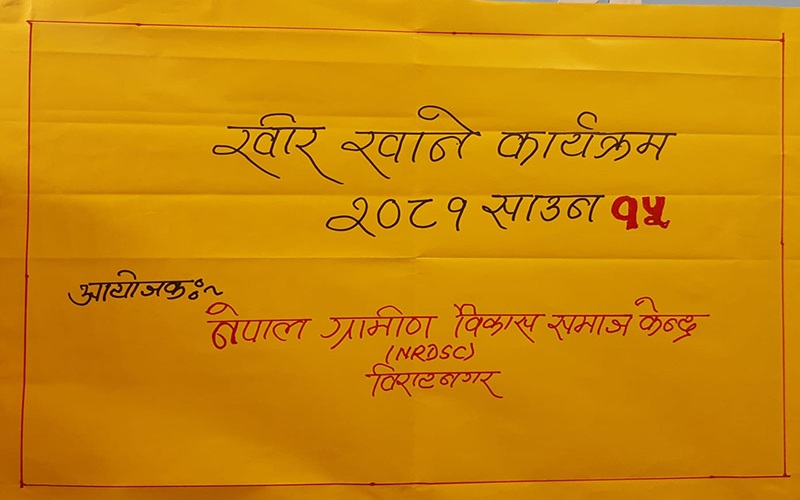 खीर खाने कार्यक्रम
२०८१ साउन १५
आयोजक:~
नेपाल ग्रामीण विकास समाज केन्द्र
(NRDSC)
विराटनगर